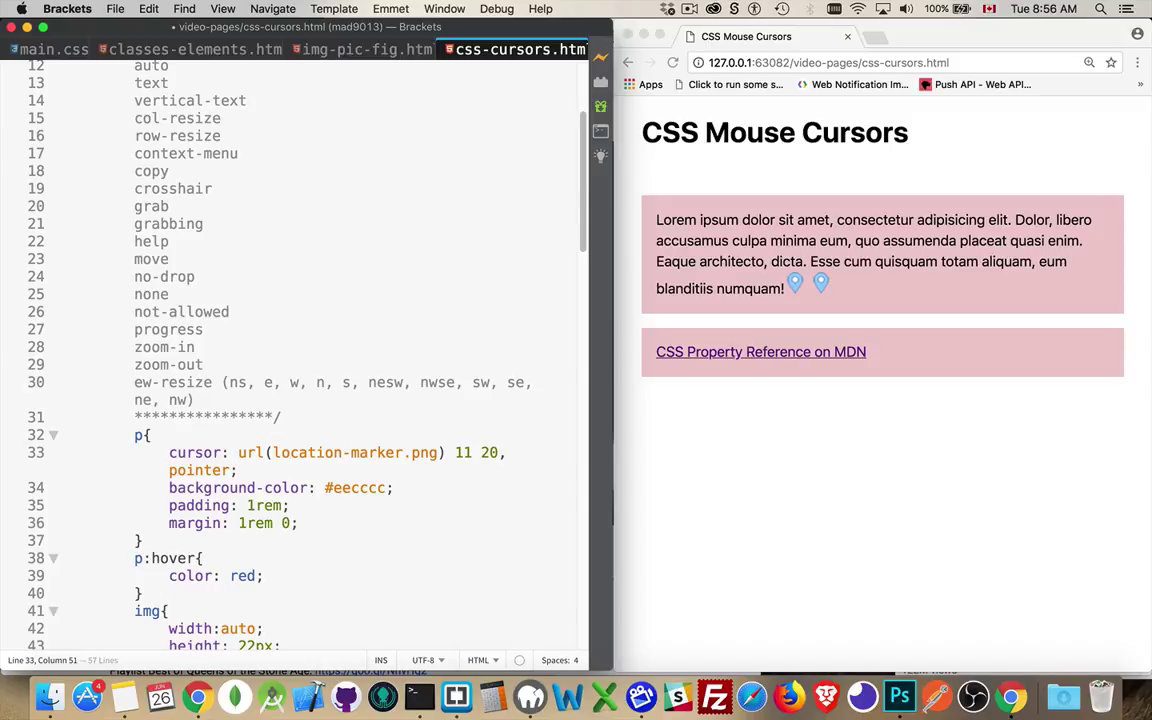 Brackets File Edit Find View Navigate Template Emmet Window Debug Help 100% Tue 8:56 AM
• video-pages/css-cursors.html (mad9013) — Brackets
main.css classes-elements.htm img-pic-fig.htm css-cursors.htm
12 auto
13 text
14 vertical-text
15 col-resize
16 row-resize
17 context-menu
18 copy
19 crosshair
20 grab
21 grabbing
22 help
23 move
24 no-drop
25 none
26 not-allowed
27 progress
28 zoom-in
29 zoom-out
30 ew-resize (ns, e, w, n, s, nesw, nwse, sw, se,
ne, nw)
31 ****************/
32 p{
33 cursor: url(location-marker.png) 11 20,
pointer;
34 background-color: #eecccc;
35 padding: 1rem;
36 margin: 1rem 0;
37 }
38 p:hover{
39 color: red;
40 }
41 img{
42 width:auto;
43 height: 22px;
Line 33, Column 51 — 57 Lines INS UTF-8 HTML Spaces: 4
CSS Mouse Cursors
127.0.0.1:63082/video-pages/css-cursors.html
Apps Click to run some s... Web Notification Im... Push API - Web API... »
CSS Mouse Cursors
Lorem ipsum dolor sit amet, consectetur adipisicing elit. Dolor, libero
accusamus culpa minima eum, quo assumenda placeat quasi enim.
Eaque architecto, dicta. Esse cum quisquam totam aliquam, eum
blanditiis numquam!
CSS Property Reference on MDN
4
JUN
26
Ps